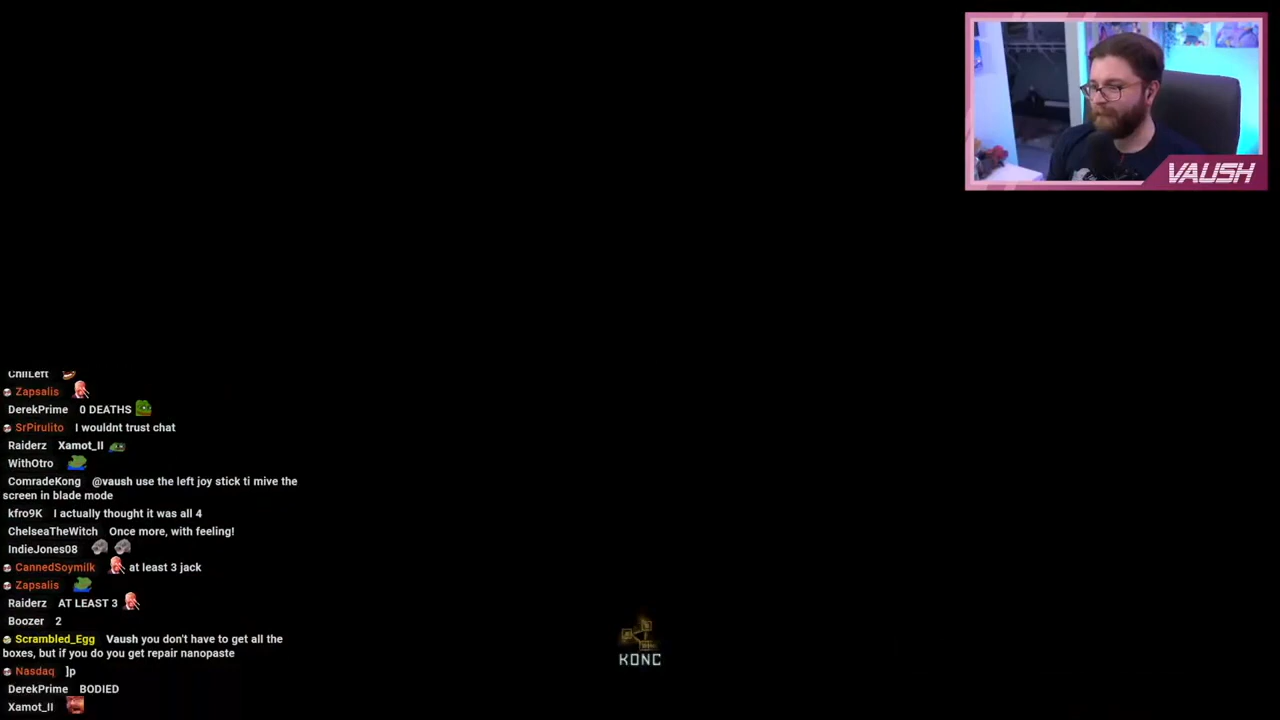 VAUSH
ChillLeft
Zapsalis
DerekPrime 0 DEATHS
SrPirulito I wouldnt trust chat
Raiderz Xamot_II
WithOtro
ComradeKong @vaush use the left joy stick ti mive the
screen in blade mode
kfro9K I actually thought it was all 4
ChelseaTheWitch Once more, with feeling!
IndieJones08
CannedSoymilk at least 3 jack
Zapsalis
Raiderz AT LEAST 3
Boozer 2
Scrambled_Egg Vaush you don't have to get all the
boxes, but if you do you get repair nanopaste
Nasdaq ]p
DerekPrime BODIED
Xamot_II
KONC